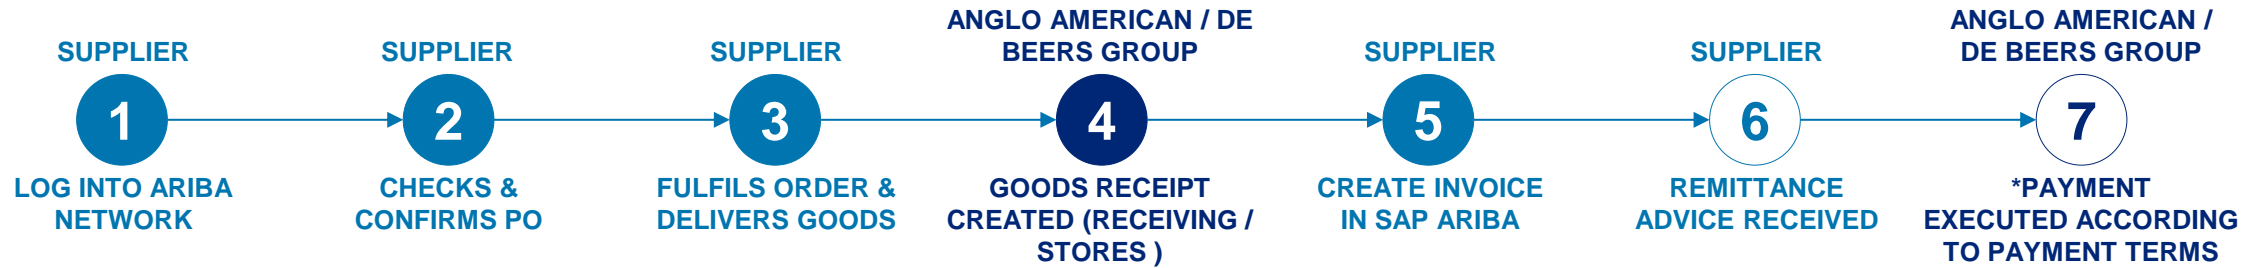 SUPPLIER
1
LOG INTO ARIBA
NETWORK
SUPPLIER
2
CHECKS &
CONFIRMS PO
SUPPLIER
3
FULFILS ORDER &
DELIVERS GOODS
ANGLO AMERICAN / DE
BEERS GROUP
4
GOODS RECEIPT
CREATED (RECEIVING /
STORES )
SUPPLIER
5
CREATE INVOICE
IN SAP ARIBA
SUPPLIER
6
REMITTANCE
ADVICE RECEIVED
ANGLO AMERICAN /
DE BEERS GROUP
7
*PAYMENT
EXECUTED ACCORDING
TO PAYMENT TERMS